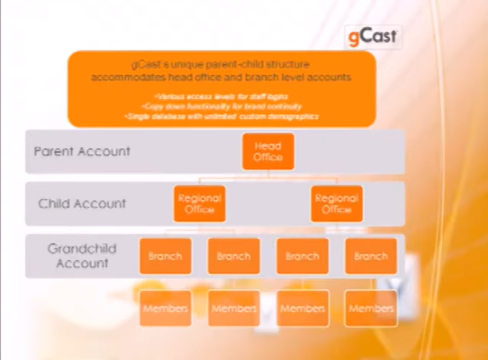 gCast
gCast's unique parent-child structure
accommodates head office and branch level accounts
•Various access levels for staff logins
•Copy down functionality for brand continuity
•Single database with unlimited custom demographics
Parent Account
Head
Office
Child Account
Regional
Office
Regional
Office
Grandchild
Account
Branch
Branch
Branch
Branch
Members
Members
Members
Members